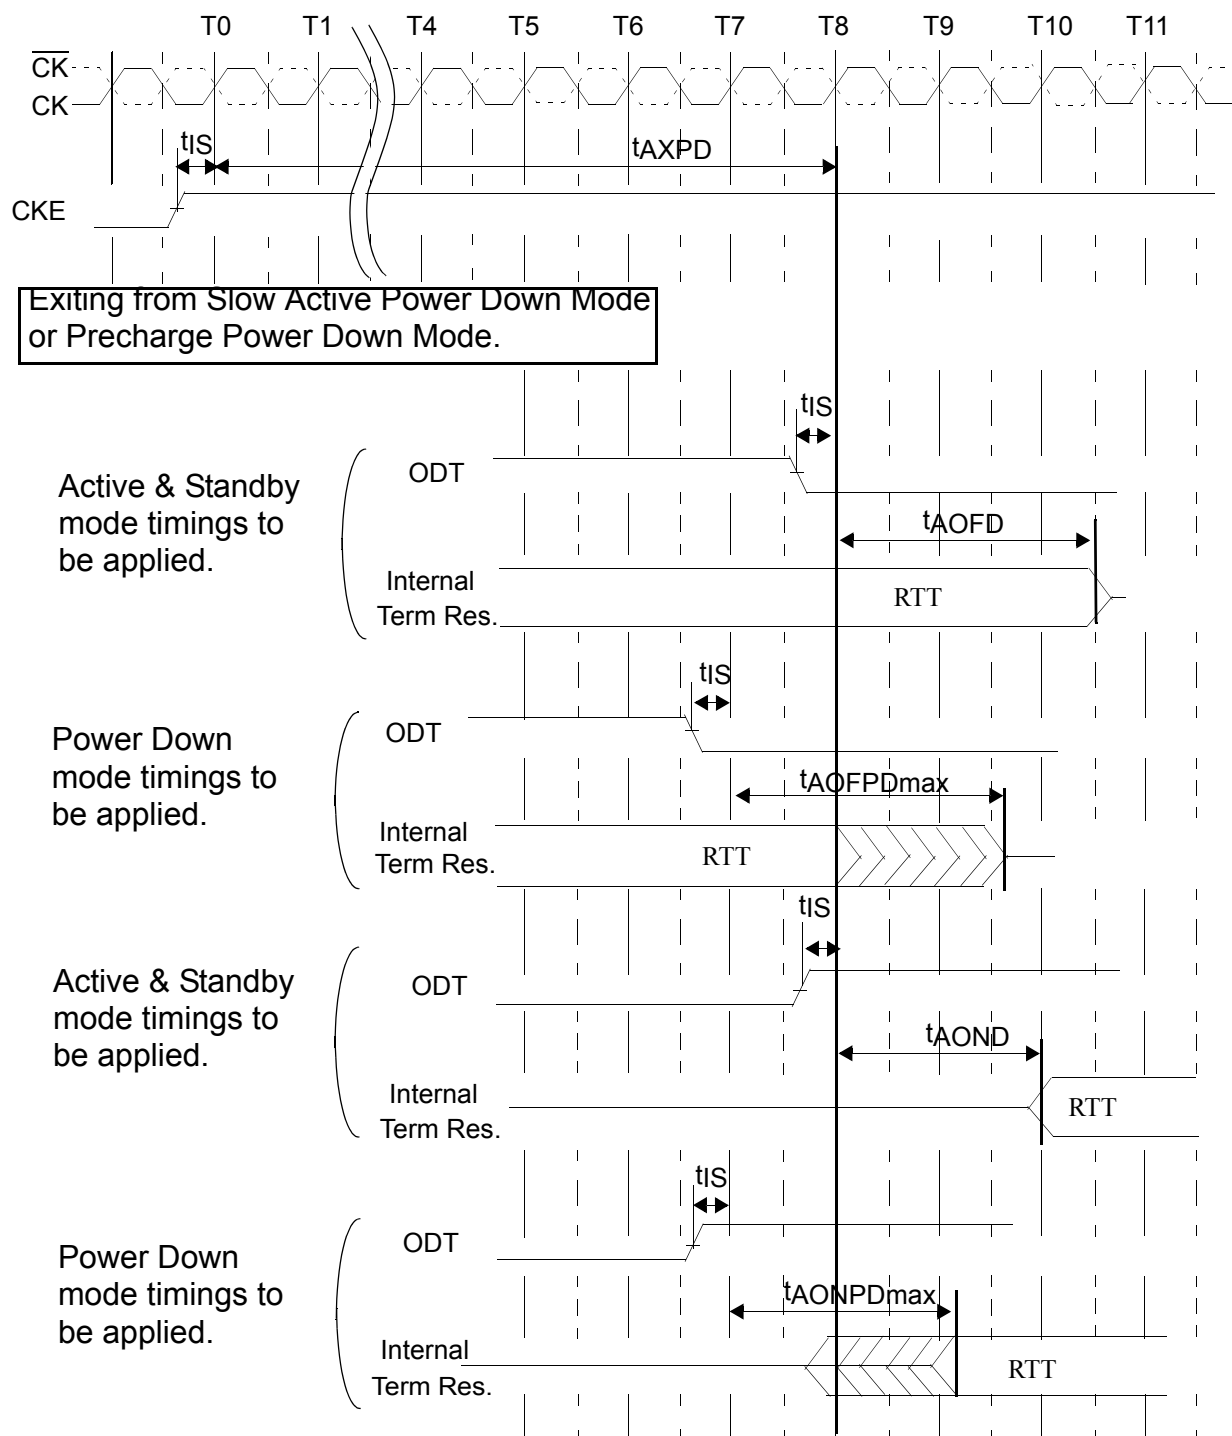 T0 T1 T4 T5 T6 T7 T8 T9 T10 T11
CK
CK
tIS
tAXPD
CKE
Exiting from Slow Active Power Down Mode
or Precharge Power Down Mode.
tIS
Active & Standby
mode timings to
be applied.
ODT
tAOFD
Internal
Term Res.
RTT
tIS
Power Down
mode timings to
be applied.
ODT
tAOFPDmax
Internal
Term Res.
RTT
tIS
Active & Standby
mode timings to
be applied.
ODT
tAOND
Internal
Term Res.
RTT
tIS
Power Down
mode timings to
be applied.
ODT
tAONPDmax
Internal
Term Res.
RTT